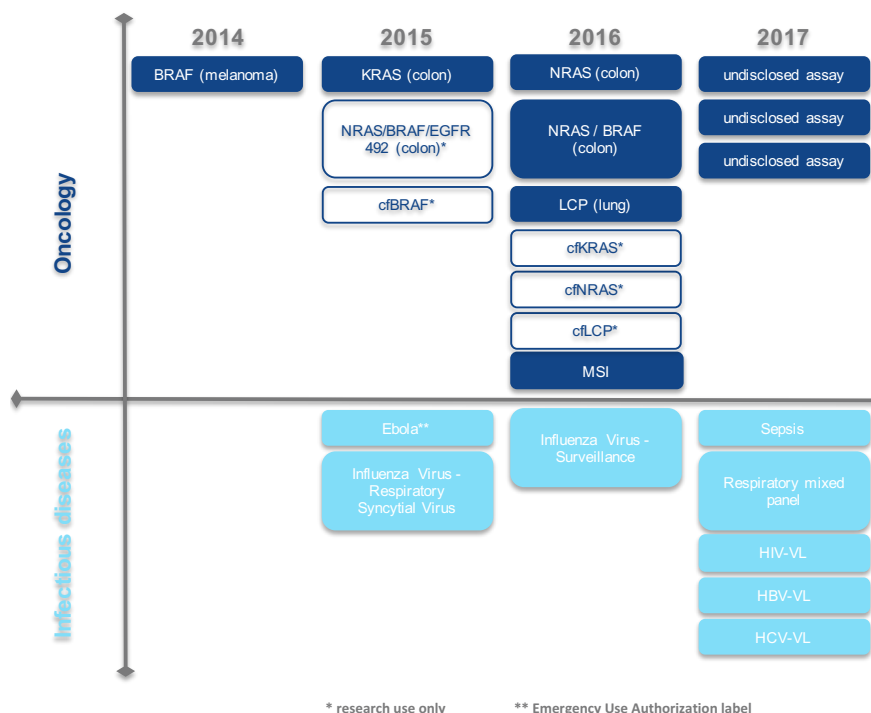 2014
2015
2016
2017
Oncology
BRAF (melanoma)
KRAS (colon)
NRAS/BRAF/EGFR
492 (colon)*
cfBRAF*
NRAS (colon)
NRAS / BRAF
(colon)
LCP (lung)
cfKRAS*
cfNRAS*
cfLCP*
MSI
undisclosed assay
undisclosed assay
undisclosed assay
Infectious diseases
Ebola**
Influenza Virus -
Respiratory
Syncytial Virus
Influenza Virus -
Surveillance
Sepsis
Respiratory mixed
panel
HIV-VL
HBV-VL
HCV-VL
* research use only
** Emergency Use Authorization label